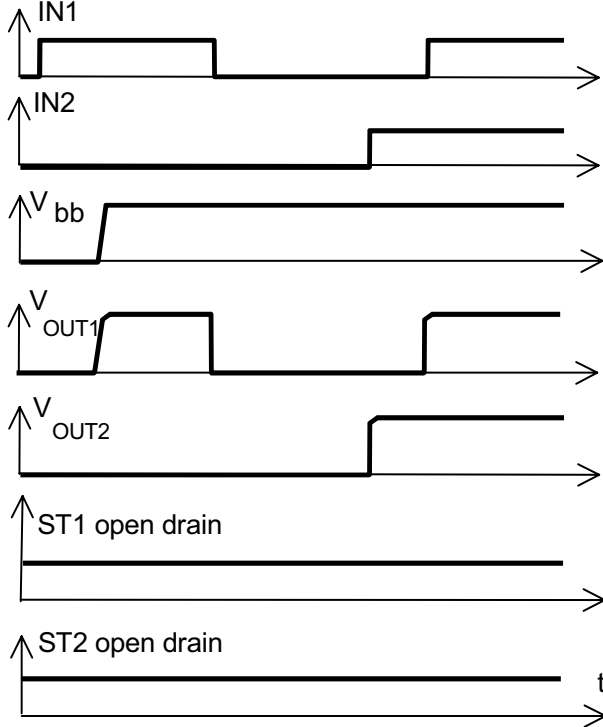 IN1
IN2
V bb
V OUT1
V OUT2
ST1 open drain
ST2 open drain
t